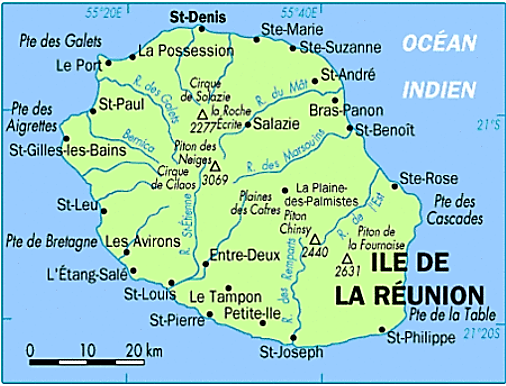 55°20'
55°40'
St-Denis
Pte des Galets
La Possession
Ste-Marie
Ste-Suzanne
OCÉAN
INDIEN
Le Port
R. des Galets
Cirque
de Salazie
la Roche
Ecrite
2277
R. du Mât
St-André
Bras-Panon
St-Paul
Salazie
21°S
Pte des
Aigrettes
St-Benoît
Bernica
St-Gilles-les-Bains
Piton des
Neiges
3069
R. des Marsouins
Cirque
de Cilaos
Ste-Rose
La Plaine-
des-Palmistes
Plaines
des Cafres
St-Leu
R. St-Étienne
Piton
Chinsy
2440
R. de l'Est
Pte des
Cascades
Pte de Bretagne
Les Avirons
Piton de
la Fournaise
2631
Entre-Deux
R. des Remparts
ILE DE
LA RÉUNION
L'Étang-Salé
St-Louis
Le Tampon
St-Pierre
Petite-Ile
Pte de la Table
21°20
St-Philippe
St-Joseph
0
10
20 km